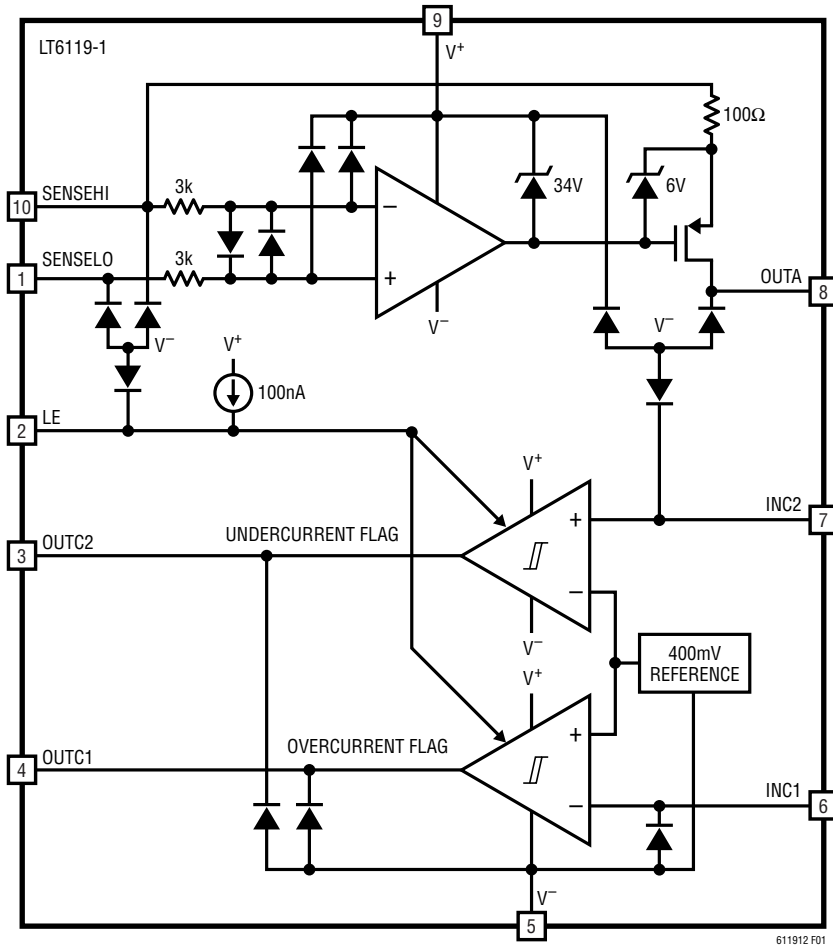 9
LT6119-1
V+
100Ω
34V
6V
3k
10
SENSEHI
−
3k
1
SENSELO
+
OUTA
8
V−
V−
V−
V+
100nA
2
LE
V+
UNDERCURRENT FLAG
+
INC2
7
3
OUTC2
−
V−
400mV
REFERENCE
V+
OVERCURRENT FLAG
+
4
OUTC1
−
INC1
6
V−
5
611912 F01